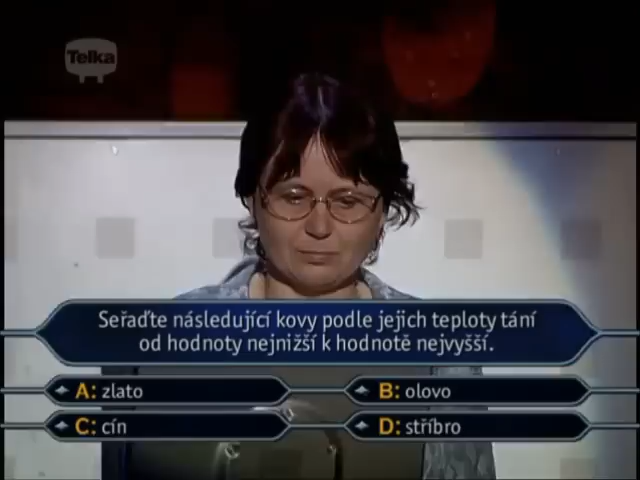 Telka
Seřaďte následující kovy podle jejich teploty tání
od hodnoty nejnižší k hodnotě nejvyšší.
A: zlato
B: olovo
C: cín
D: stříbro